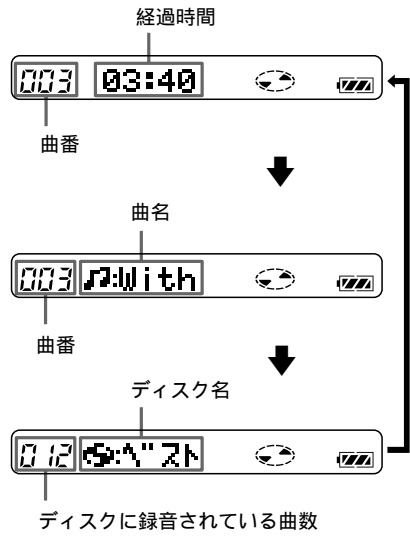 経過時間
003 03:40
曲番
曲名
003 ♪:With
曲番
ディスク名
012 :ベスト
ディスクに録音されている曲数